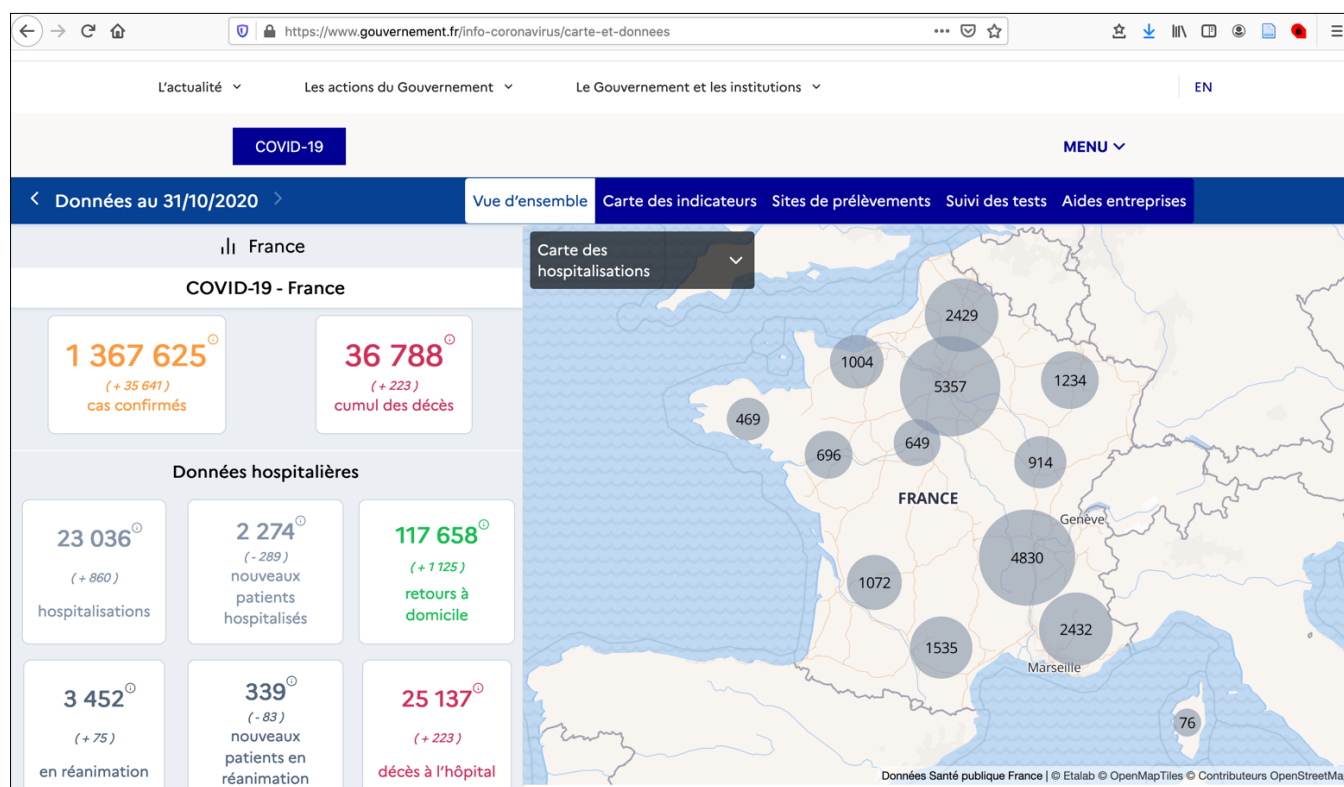 https://www.gouvernement.fr/info-coronavirus/carte-et-donnees
L'actualité Les actions du Gouvernement Le Gouvernement et les institutions EN
COVID-19 MENU
Données au 31/10/2020 Vue d'ensemble Carte des indicateurs Sites de prélèvements Suivi des tests Aides entreprises
France
COVID-19 - France
1 367 625
(+ 35 641)
cas confirmés
36 788
(+ 223)
cumul des décès
Données hospitalières
23 036
(+ 860)
hospitalisations
2 274
(- 289)
nouveaux
patients
hospitalisés
117 658
(+ 1 125)
retours à
domicile
3 452
(+ 75)
en réanimation
339
(- 83)
nouveaux
patients en
réanimation
25 137
(+ 223)
décès à l'hôpital
Carte des
hospitalisations
2429
1004
5357
1234
469
649
696
914
FRANCE
Genève
4830
1072
2432
1535
Marseille
76
Données Santé publique France | © Etalab © OpenMapTiles © Contributeurs OpenStreetMa